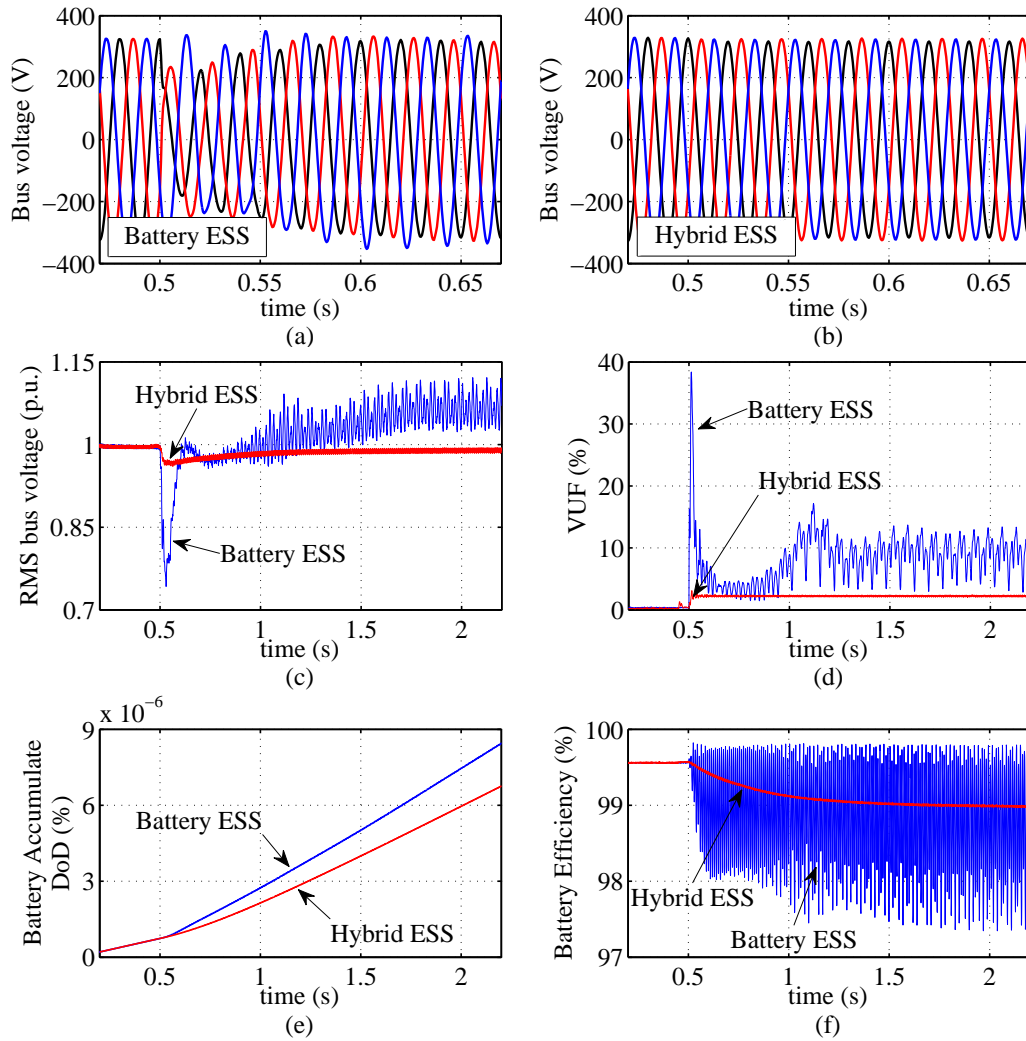 400
200
0
−200
−400
Bus voltage (V)
Battery ESS
0.5
0.55
0.6
0.65
time (s)
(a)
400
200
0
−200
−400
Bus voltage (V)
Hybrid ESS
0.5
0.55
0.6
0.65
time (s)
(b)
1.15
1
0.85
0.7
RMS bus voltage (p.u.)
Hybrid ESS
Battery ESS
0.5
1
1.5
2
time (s)
(c)
40
30
20
10
0
VUF (%)
Battery ESS
Hybrid ESS
0.5
1
1.5
2
time (s)
(d)
x 10⁻⁶
9
6
3
0
Battery Accumulate
DoD (%)
Battery ESS
Hybrid ESS
0.5
1
1.5
2
time (s)
(e)
100
99
98
97
Battery Efficiency (%)
Hybrid ESS
Battery ESS
0.5
1
1.5
2
time (s)
(f)